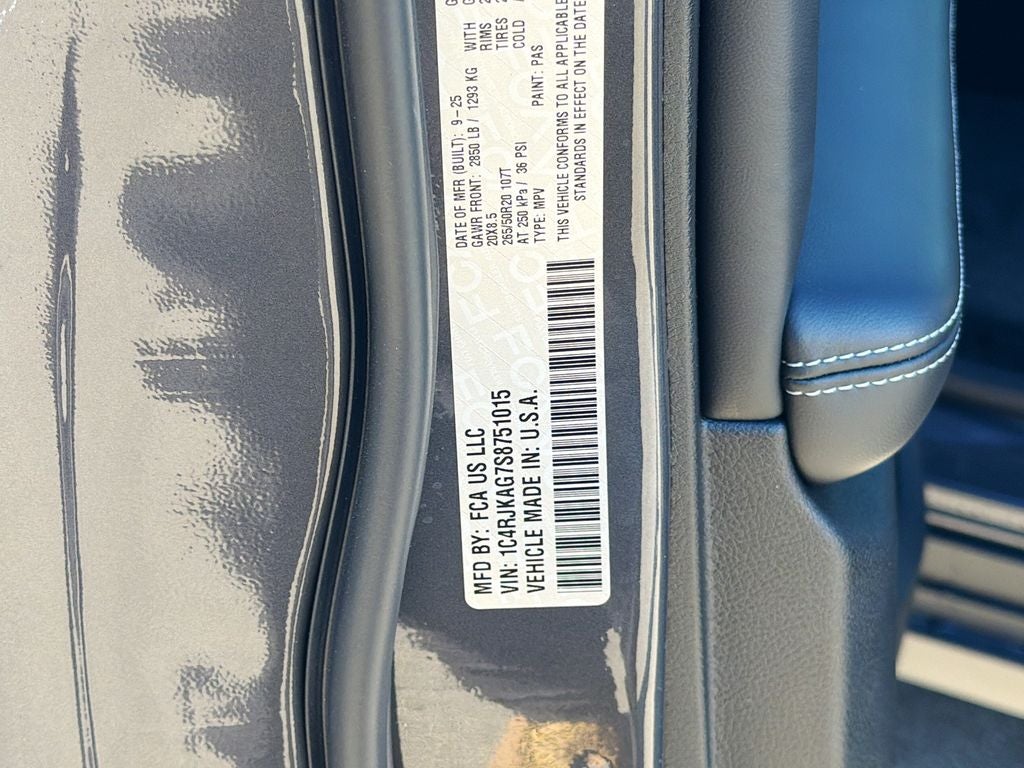 MFD BY: FCA US LLC
VIN: 1C4RJKAG7S8751015
VEHICLE MADE IN: U.S.A.
DATE OF MFR (BUILT): 9-25
GAWR FRONT: 2850 LB / 1293 KG WITH
20X8.5 RIMS
265/50R20 107T TIRES
AT 250 kPa / 36 PSI COLD
TYPE: MPV PAINT: PAS
THIS VEHICLE CONFORMS TO ALL APPLICABLE
STANDARDS IN EFFECT ON THE DATE